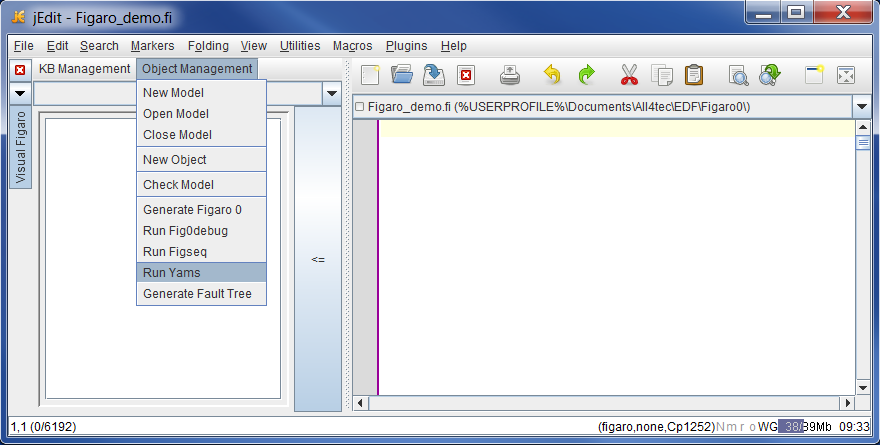 jEdit - Figaro_demo.fi
File Edit Search Markers Folding View Utilities Macros Plugins Help
KB Management Object Management
New Model
Open Model
Close Model
New Object
Check Model
Generate Figaro 0
Run Fig0debug
Run Figseq
Run Yams
Generate Fault Tree
Visual Figaro
<=
Figaro_demo.fi (%USERPROFILE%\Documents\All4tec\EDF\Figaro0\)
1,1 (0/6192)
(figaro,none,Cp1252)Nmro WG 38/89Mb 09:33